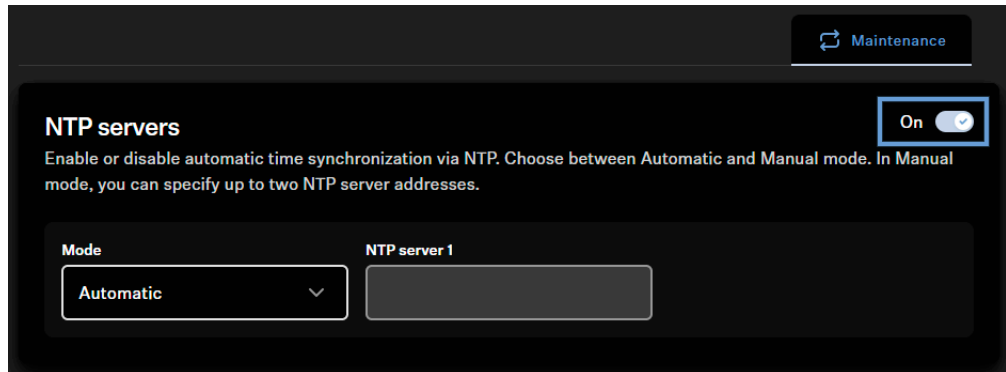 Maintenance
NTP servers
On
Enable or disable automatic time synchronization via NTP. Choose between Automatic and Manual mode. In Manual
mode, you can specify up to two NTP server addresses.
Mode
NTP server 1
Automatic